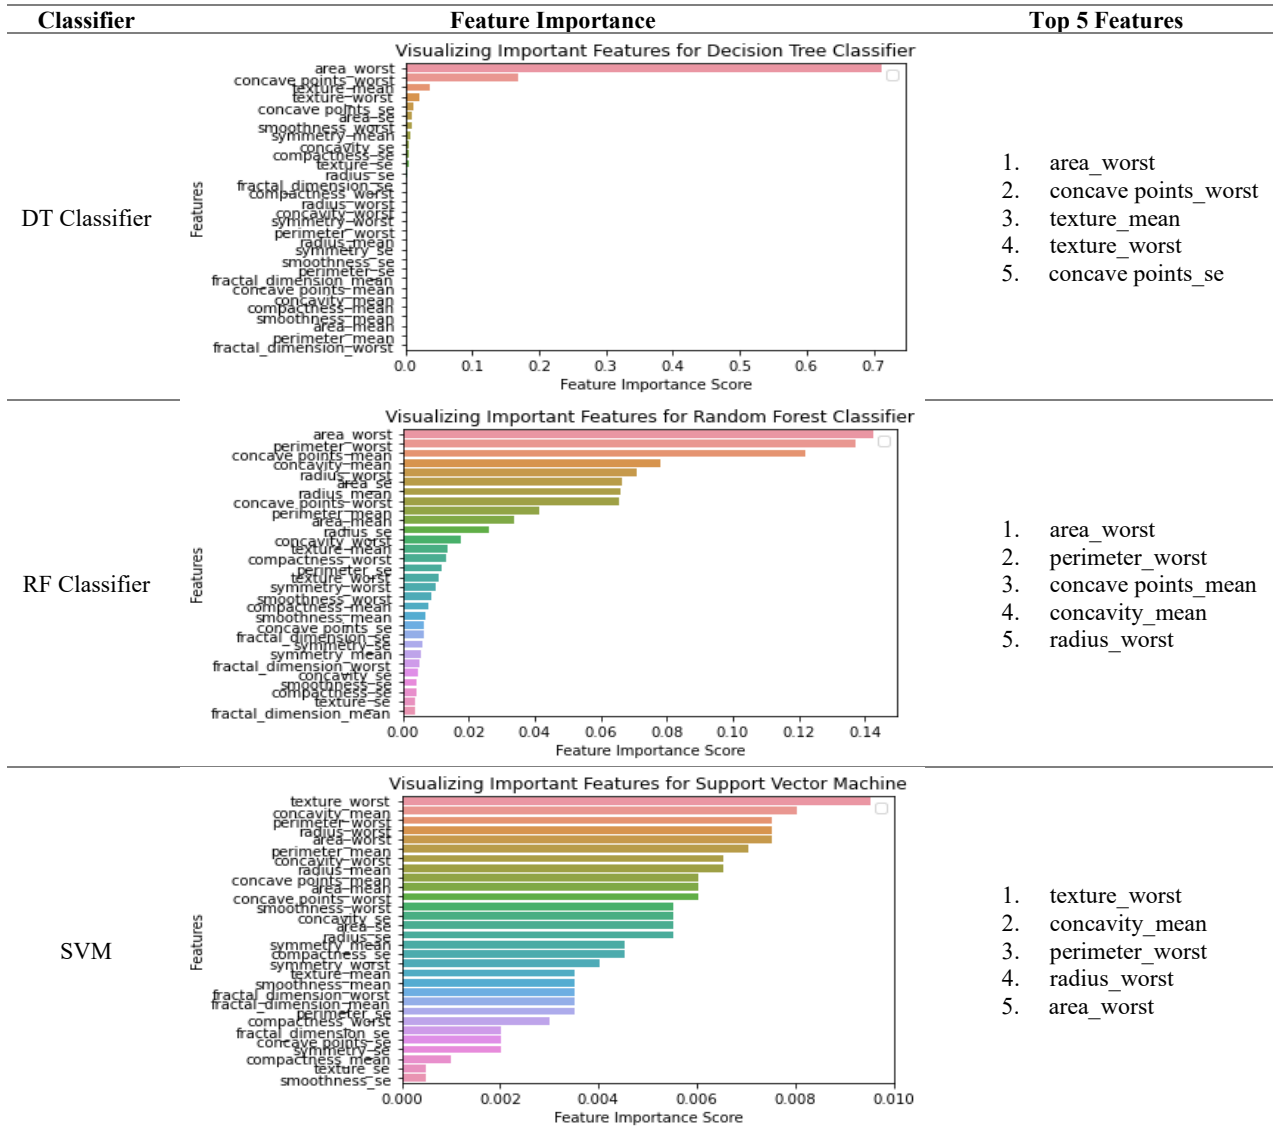 Classifier Feature Importance Top 5 Features
DT Classifier
Visualizing Important Features for Decision Tree Classifier
Features
area_worst
concave points_worst
texture_mean
texture_worst
concave points_se
area_se
smoothness_worst
symmetry_mean
concavity_se
compactness_se
texture_se
radius_se
fractal_dimension_se
compactness_worst
radius_worst
concavity_worst
symmetry_worst
perimeter_worst
radius_mean
symmetry_se
smoothness_se
perimeter_se
fractal_dimension_mean
concave points_mean
concavity_mean
compactness_mean
smoothness_mean
area_mean
perimeter_mean
fractal_dimension_worst
0.0 0.1 0.2 0.3 0.4 0.5 0.6 0.7
Feature Importance Score
1. area_worst
2. concave points_worst
3. texture_mean
4. texture_worst
5. concave points_se
RF Classifier
Visualizing Important Features for Random Forest Classifier
Features
area_worst
perimeter_worst
concave points_mean
concavity_mean
radius_worst
area_se
radius_mean
concave points_worst
perimeter_mean
area_mean
radius_se
concavity_worst
texture_mean
compactness_worst
perimeter_se
texture_worst
symmetry_worst
smoothness_worst
compactness_mean
smoothness_mean
concave points_se
fractal_dimension_se
symmetry_se
symmetry_mean
fractal_dimension_worst
concavity_se
smoothness_se
compactness_se
texture_se
fractal_dimension_mean
0.00 0.02 0.04 0.06 0.08 0.10 0.12 0.14
Feature Importance Score
1. area_worst
2. perimeter_worst
3. concave points_mean
4. concavity_mean
5. radius_worst
SVM
Visualizing Important Features for Support Vector Machine
Features
texture_worst
concavity_mean
perimeter_worst
radius_worst
area_worst
perimeter_mean
concavity_worst
radius_mean
concave points_mean
area_mean
concave points_worst
smoothness_worst
concavity_se
area_se
radius_se
symmetry_mean
compactness_se
symmetry_worst
texture_mean
smoothness_mean
fractal_dimension_worst
fractal_dimension_mean
perimeter_se
compactness_worst
fractal_dimension_se
concave points_se
symmetry_se
compactness_mean
texture_se
smoothness_se
0.000 0.002 0.004 0.006 0.008 0.010
Feature Importance Score
1. texture_worst
2. concavity_mean
3. perimeter_worst
4. radius_worst
5. area_worst